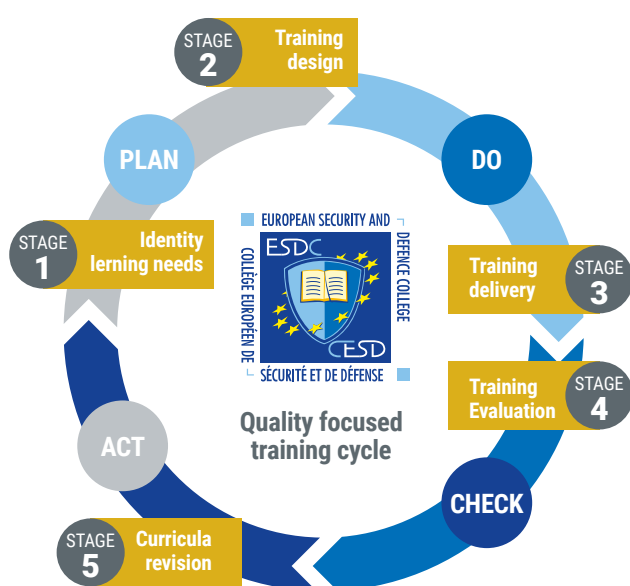 STAGE
2
Training
design
PLAN
DO
STAGE
1
Identity
lerning needs
EUROPEAN SECURITY AND
DEFENCE COLLEGE
COLLÈGE EUROPÉEN DE
SÉCURITÉ ET DE DÉFENSE
ESDC
CESD
Training
delivery
STAGE
3
Training
Evaluation
STAGE
4
Quality focused
training cycle
ACT
CHECK
STAGE
5
Curricula
revision